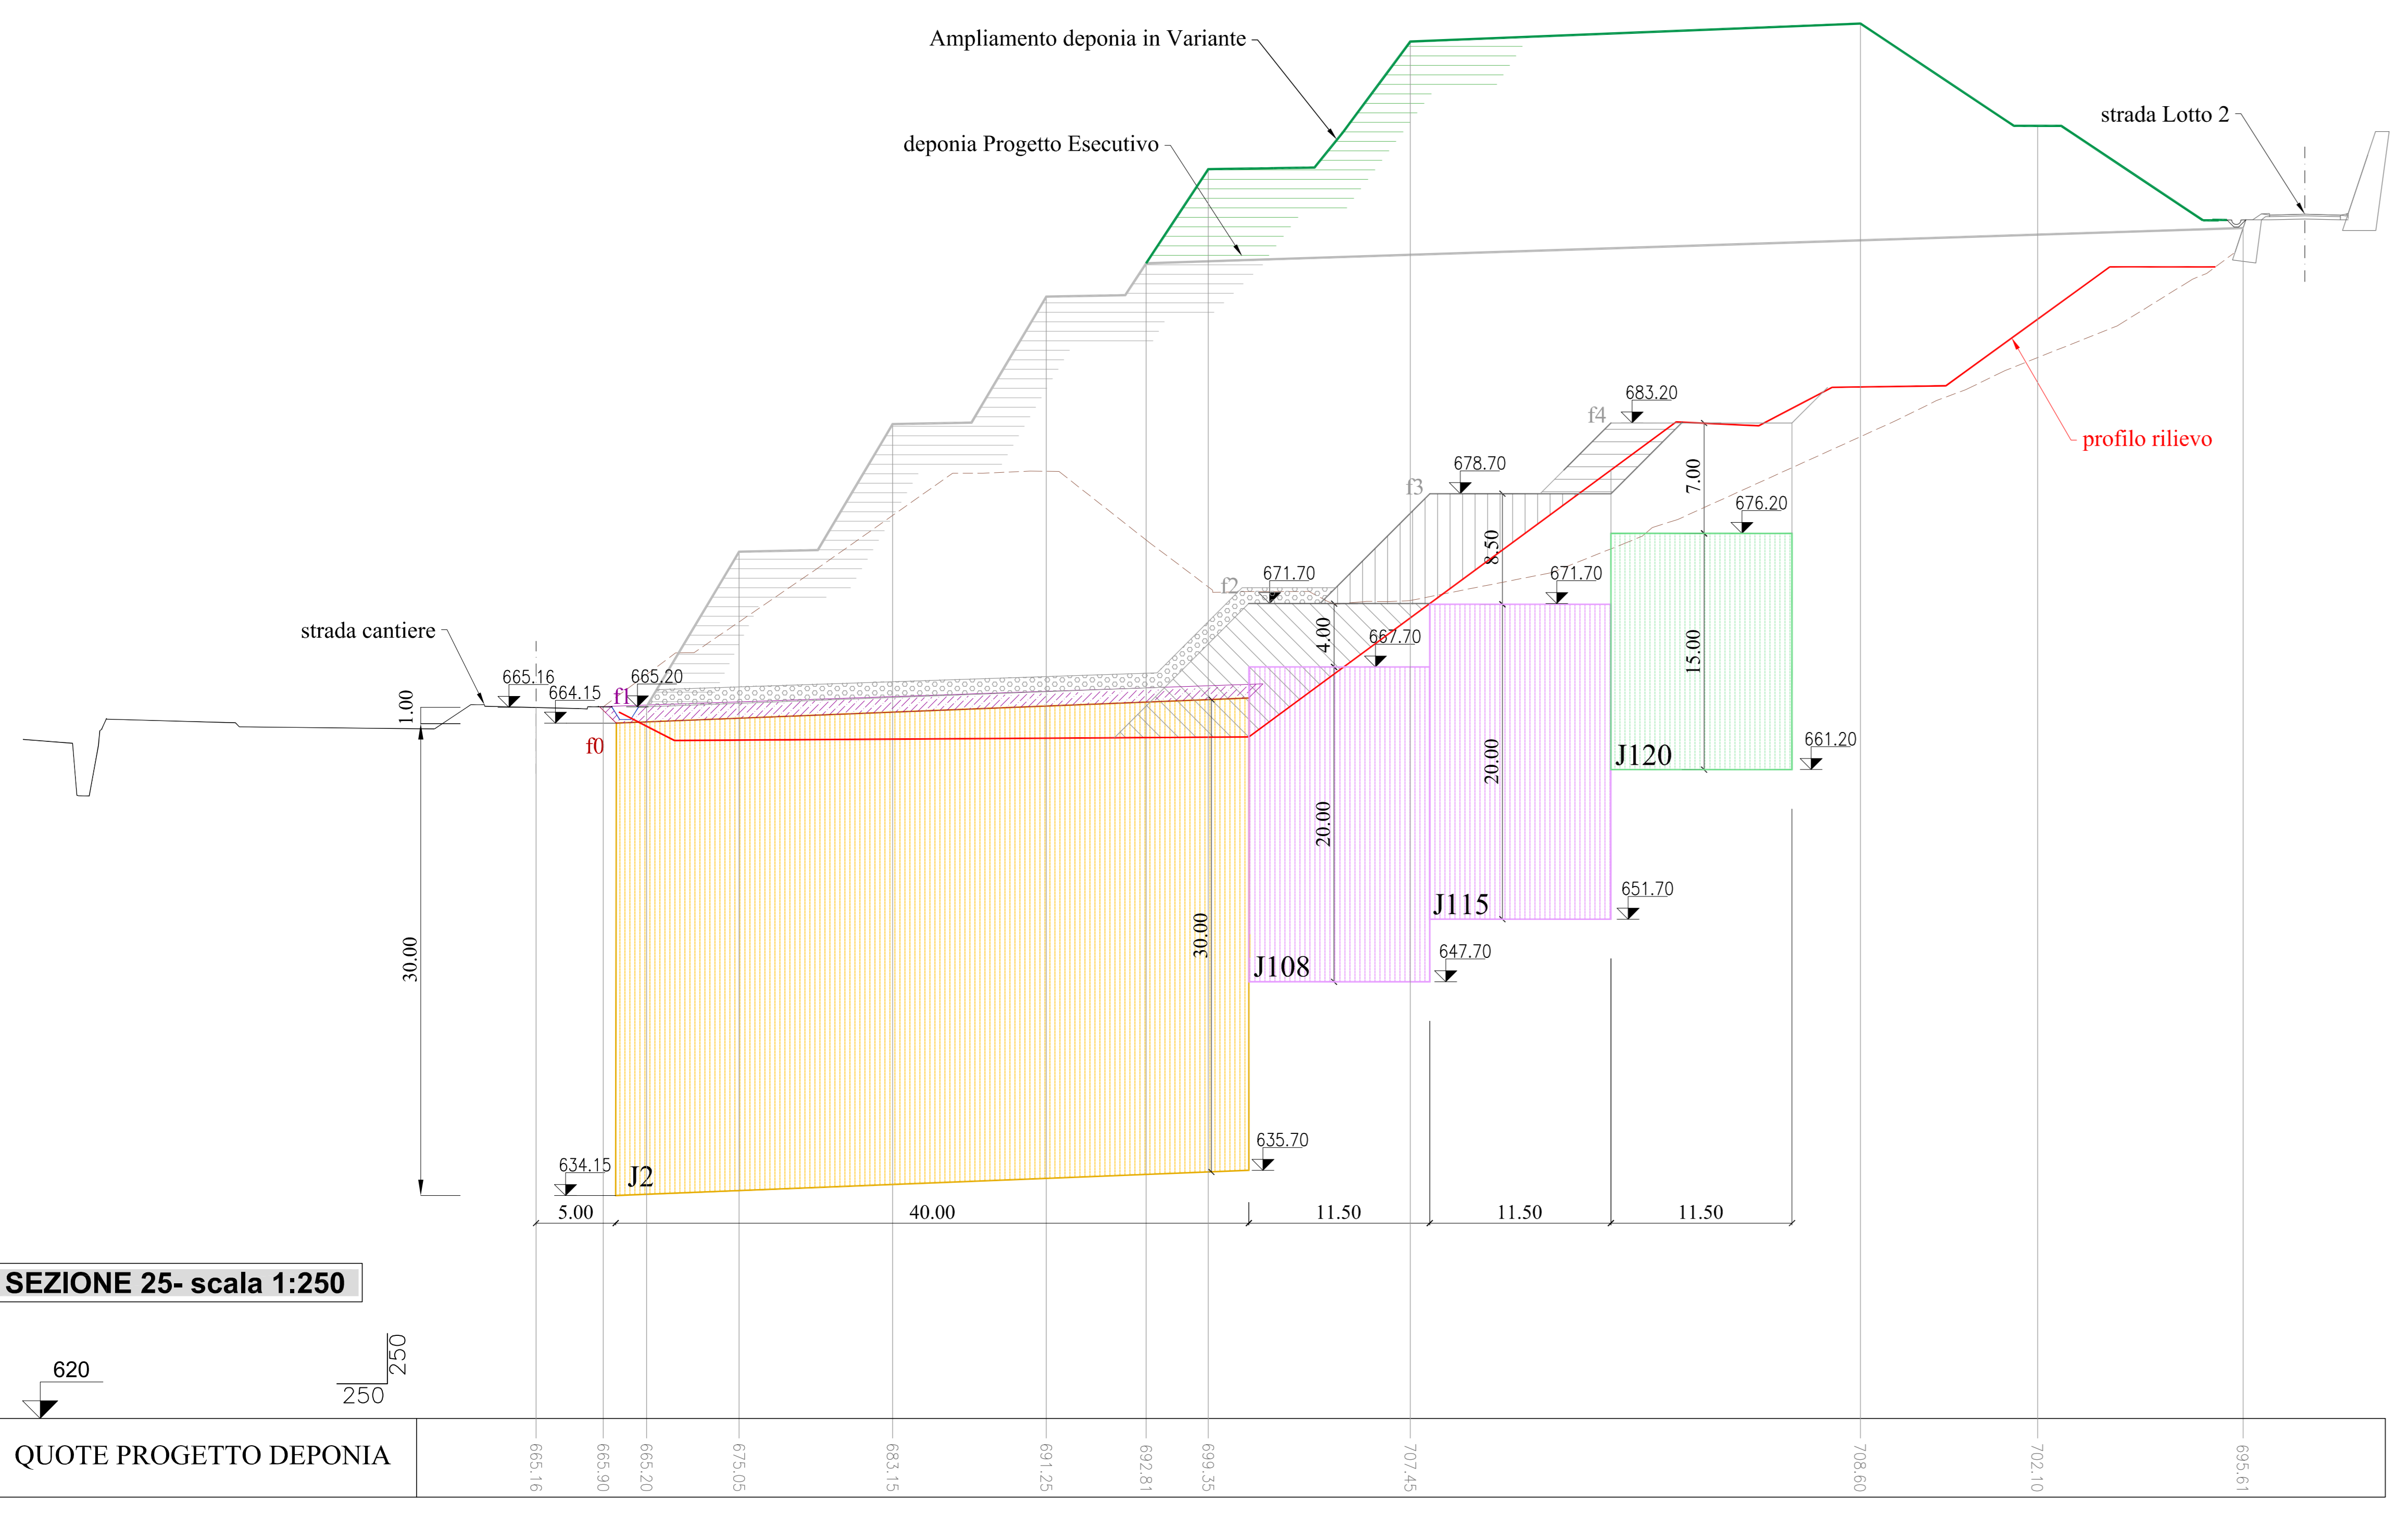 Ampliamento deponia in Variante
strada Lotto 2
deponia Progetto Esecutivo
683.20
f4
profilo rilievo
678.70
f3
7.00
676.20
8.50
671.70
f2
671.70
strada cantiere
4.00
667.70
15.00
665.16
664.15
f1
665.20
1.00
f0
661.20
J120
20.00
20.00
J115
651.70
30.00
30.00
J108
647.70
635.70
634.15
J2
5.00
40.00
11.50
11.50
11.50
SEZIONE 25- scala 1:250
250
250
620
QUOTE PROGETTO DEPONIA
665.16
665.90
665.20
675.05
683.15
691.25
692.81
699.35
707.45
708.60
702.10
695.61